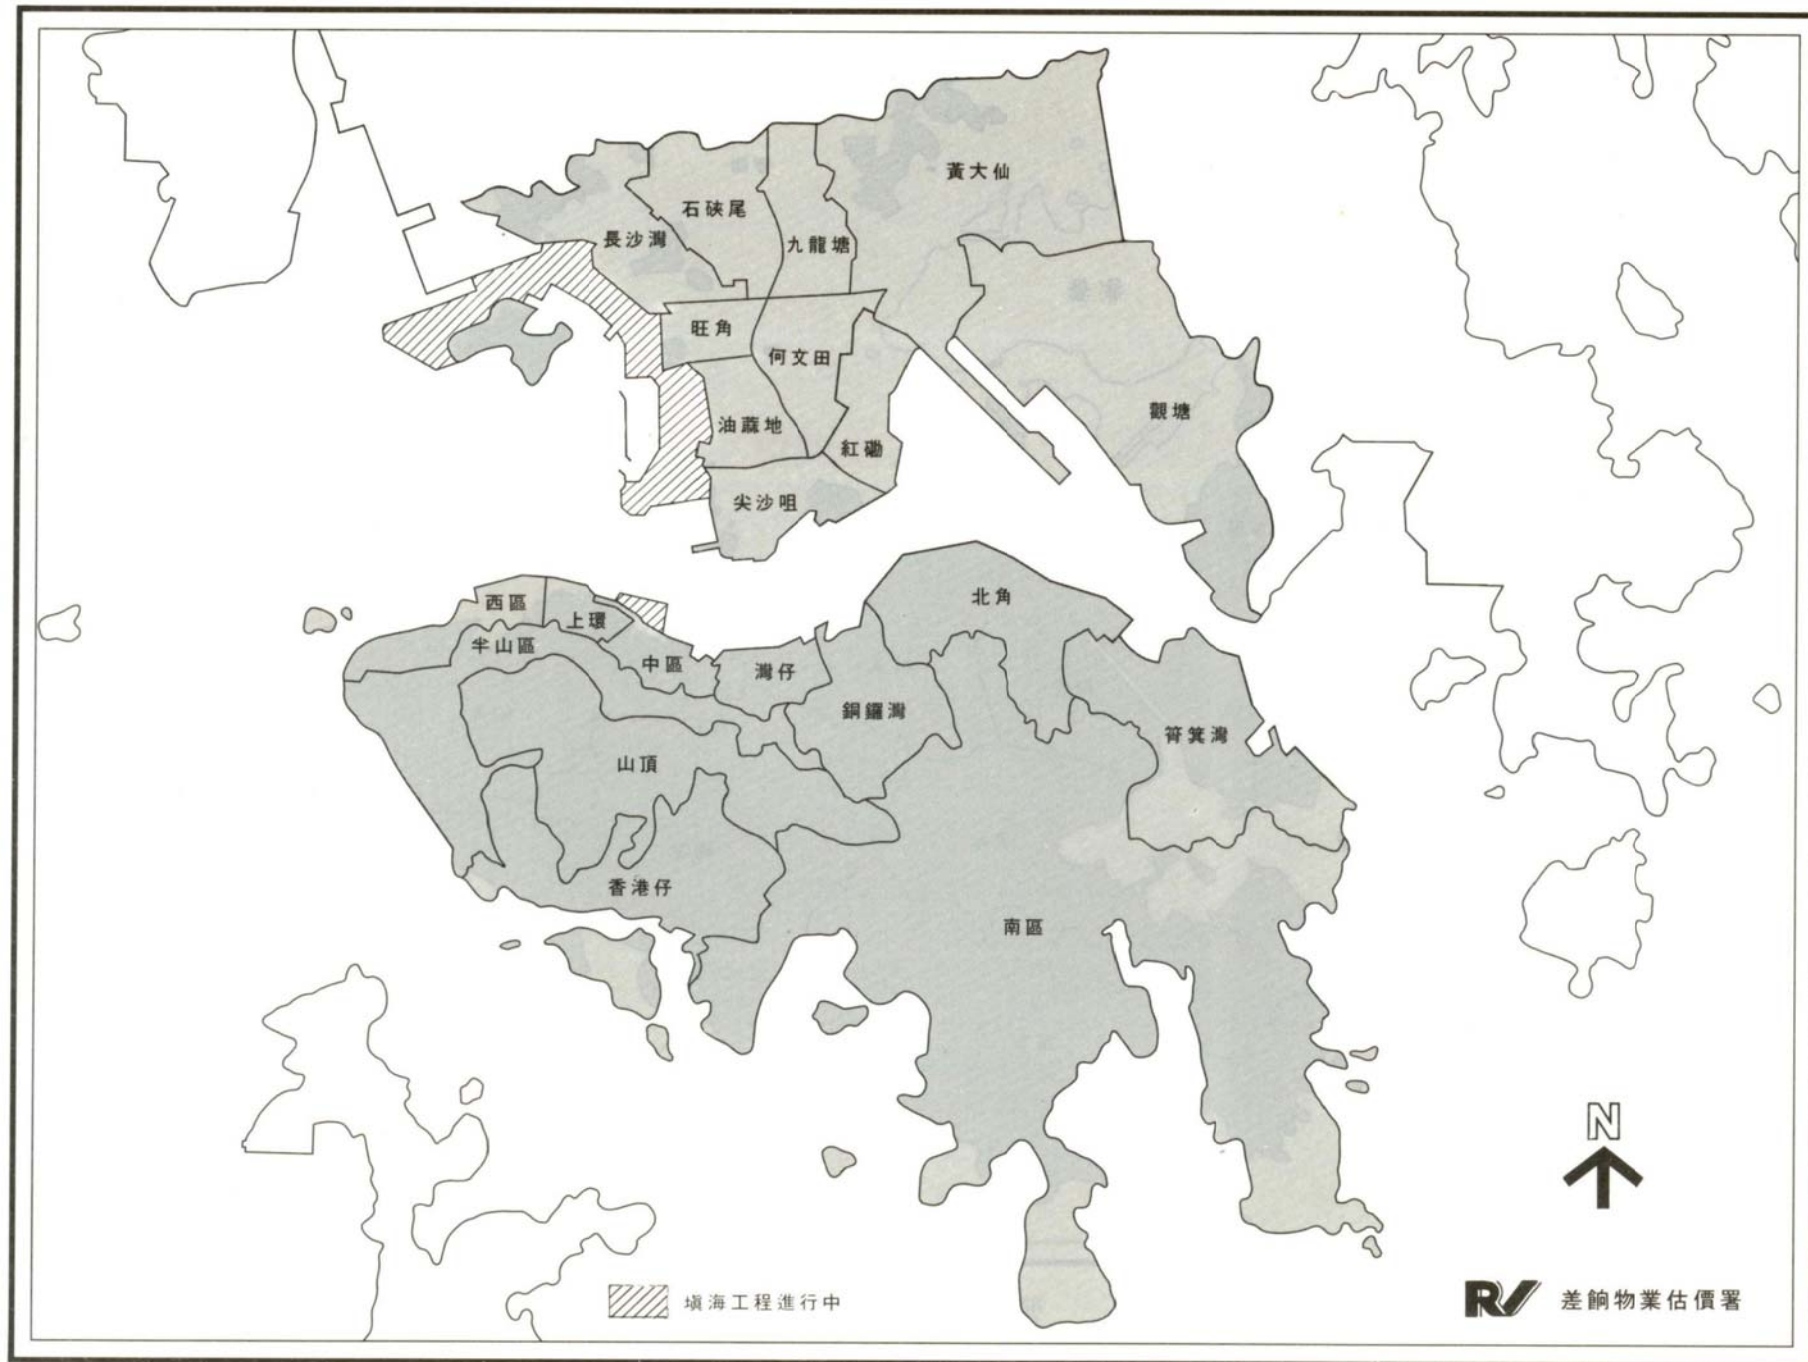 黃大仙
石硤尾
長沙灣
九龍塘
旺角
何文田
觀塘
油蔴地
紅磡
尖沙咀
北角
西區
上環
半山區
中區
灣仔
銅鑼灣
筲箕灣
山頂
香港仔
南區
N
塡海工程進行中
RV 差餉物業估價署